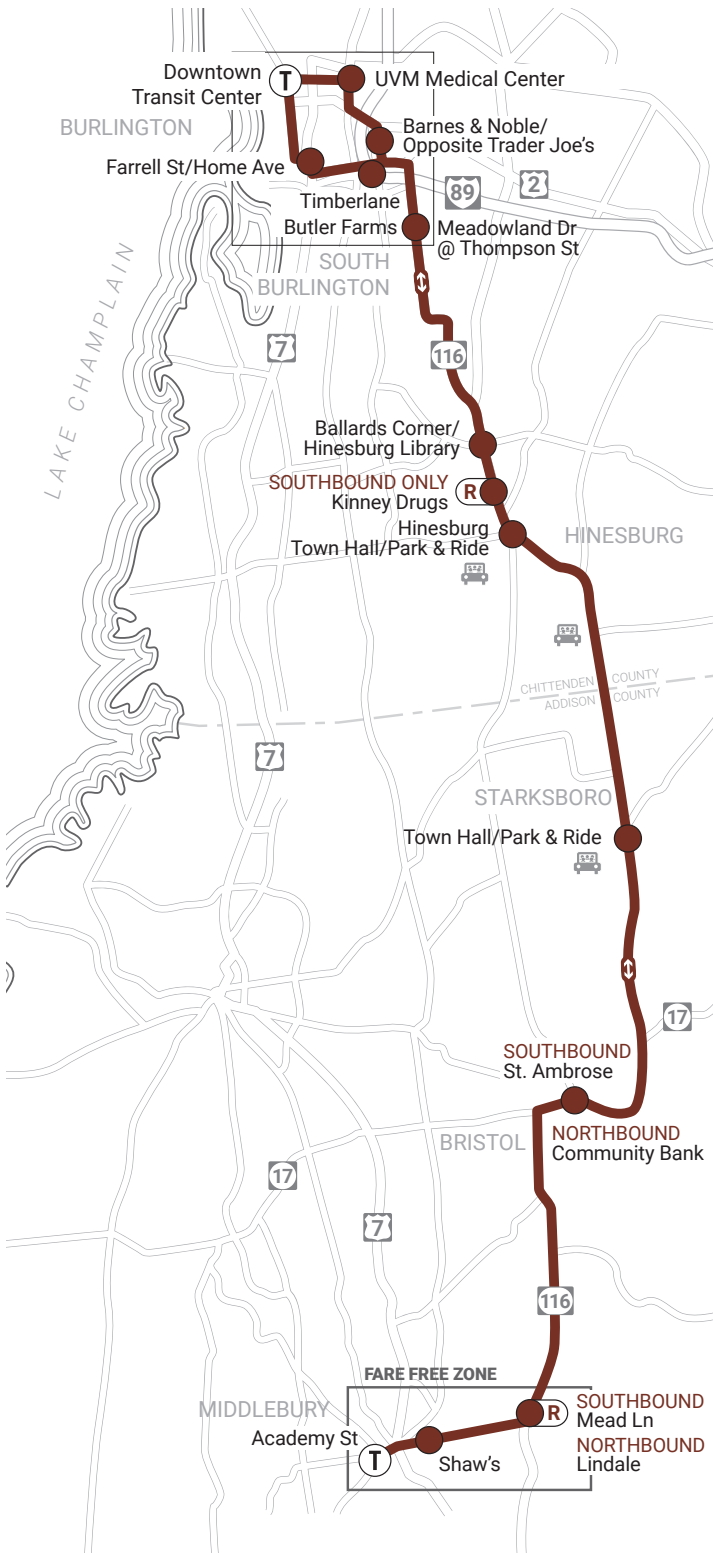 Downtown
Transit Center
T
UVM Medical Center
BURLINGTON
Barnes & Noble/
Opposite Trader Joe's
Farrell St/Home Ave
Timberlane
89
2
Butler Farms
Meadowland Dr
@ Thompson St
SOUTH
BURLINGTON
LAKE CHAMPLAIN
7
116
Ballards Corner/
Hinesburg Library
SOUTHBOUND ONLY
Kinney Drugs
R
Hinesburg
Town Hall/Park & Ride
HINESBURG
CHITTENDEN COUNTY
ADDISON COUNTY
7
STARKSBORO
Town Hall/Park & Ride
17
SOUTHBOUND
St. Ambrose
NORTHBOUND
Community Bank
BRISTOL
17
7
116
FARE FREE ZONE
MIDDLEBURY
SOUTHBOUND
Mead Ln
R
NORTHBOUND
Lindale
Academy St
T
Shaw's